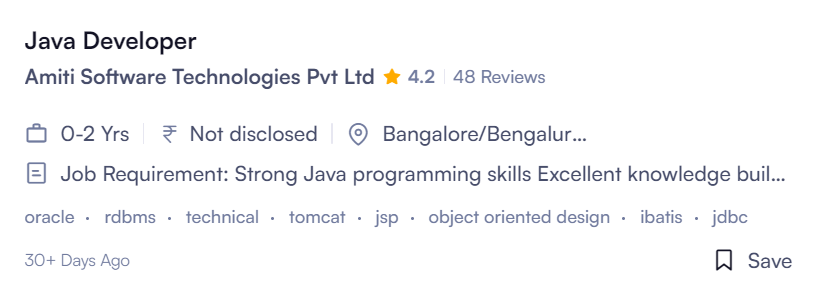 Java Developer
Amiti Software Technologies Pvt Ltd 4.2 48 Reviews
0-2 Yrs ₹ Not disclosed Bangalore/Bengalur...
Job Requirement: Strong Java programming skills Excellent knowledge buil...
oracle · rdbms · technical · tomcat · jsp · object oriented design · ibatis · jdbc
30+ Days Ago Save